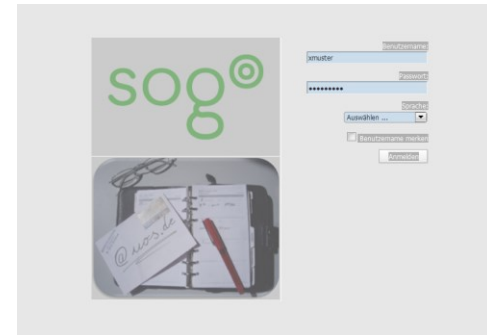 sogo
Benutzername:
xmuster
Passwort:
•••••••••
Sprache:
Auswählen ...
Benutzername merken
Anmelden
@uos.de